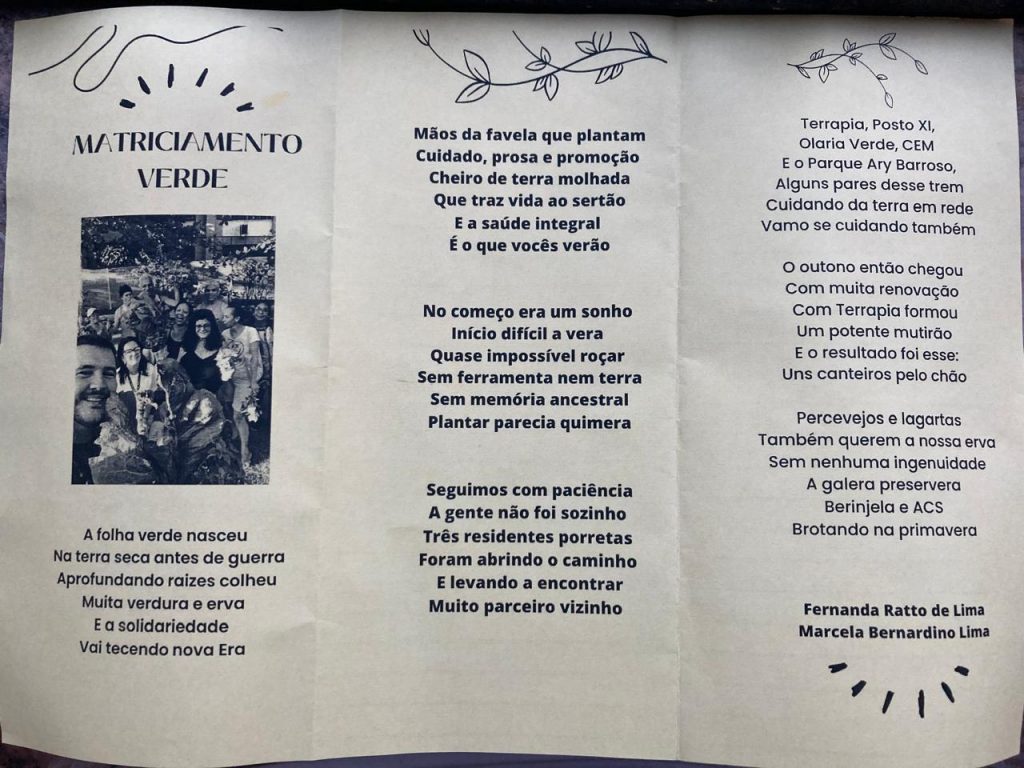 MATRICIAMENTO
VERDE
A folha verde nasceu
Na terra seca antes de guerra
Aprofundando raizes colheu
Muita verdura e erva
E a solidariedade
Vai tecendo nova Era
Mãos da favela que plantam
Cuidado, prosa e promoção
Cheiro de terra molhada
Que traz vida ao sertão
E a saúde integral
É o que vocês verão
No começo era um sonho
Início difícil a vera
Quase impossível roçar
Sem ferramenta nem terra
Sem memória ancestral
Plantar parecia quimera
Seguimos com paciência
A gente não foi sozinho
Três residentes porretas
Foram abrindo o caminho
E levando a encontrar
Muito parceiro vizinho
Terrapia, Posto XI,
Olaria Verde, CEM
E o Parque Ary Barroso,
Alguns pares desse trem
Cuidando da terra em rede
Vamo se cuidando também
O outono então chegou
Com muita renovação
Com Terrapia formou
Um potente mutirão
E o resultado foi esse:
Uns canteiros pelo chão
Percevejos e lagartas
Também querem a nossa erva
Sem nenhuma ingenuidade
A galera preservera
Berinjela e ACS
Brotando na primavera
Fernanda Ratto de Lima
Marcela Bernardino Lima